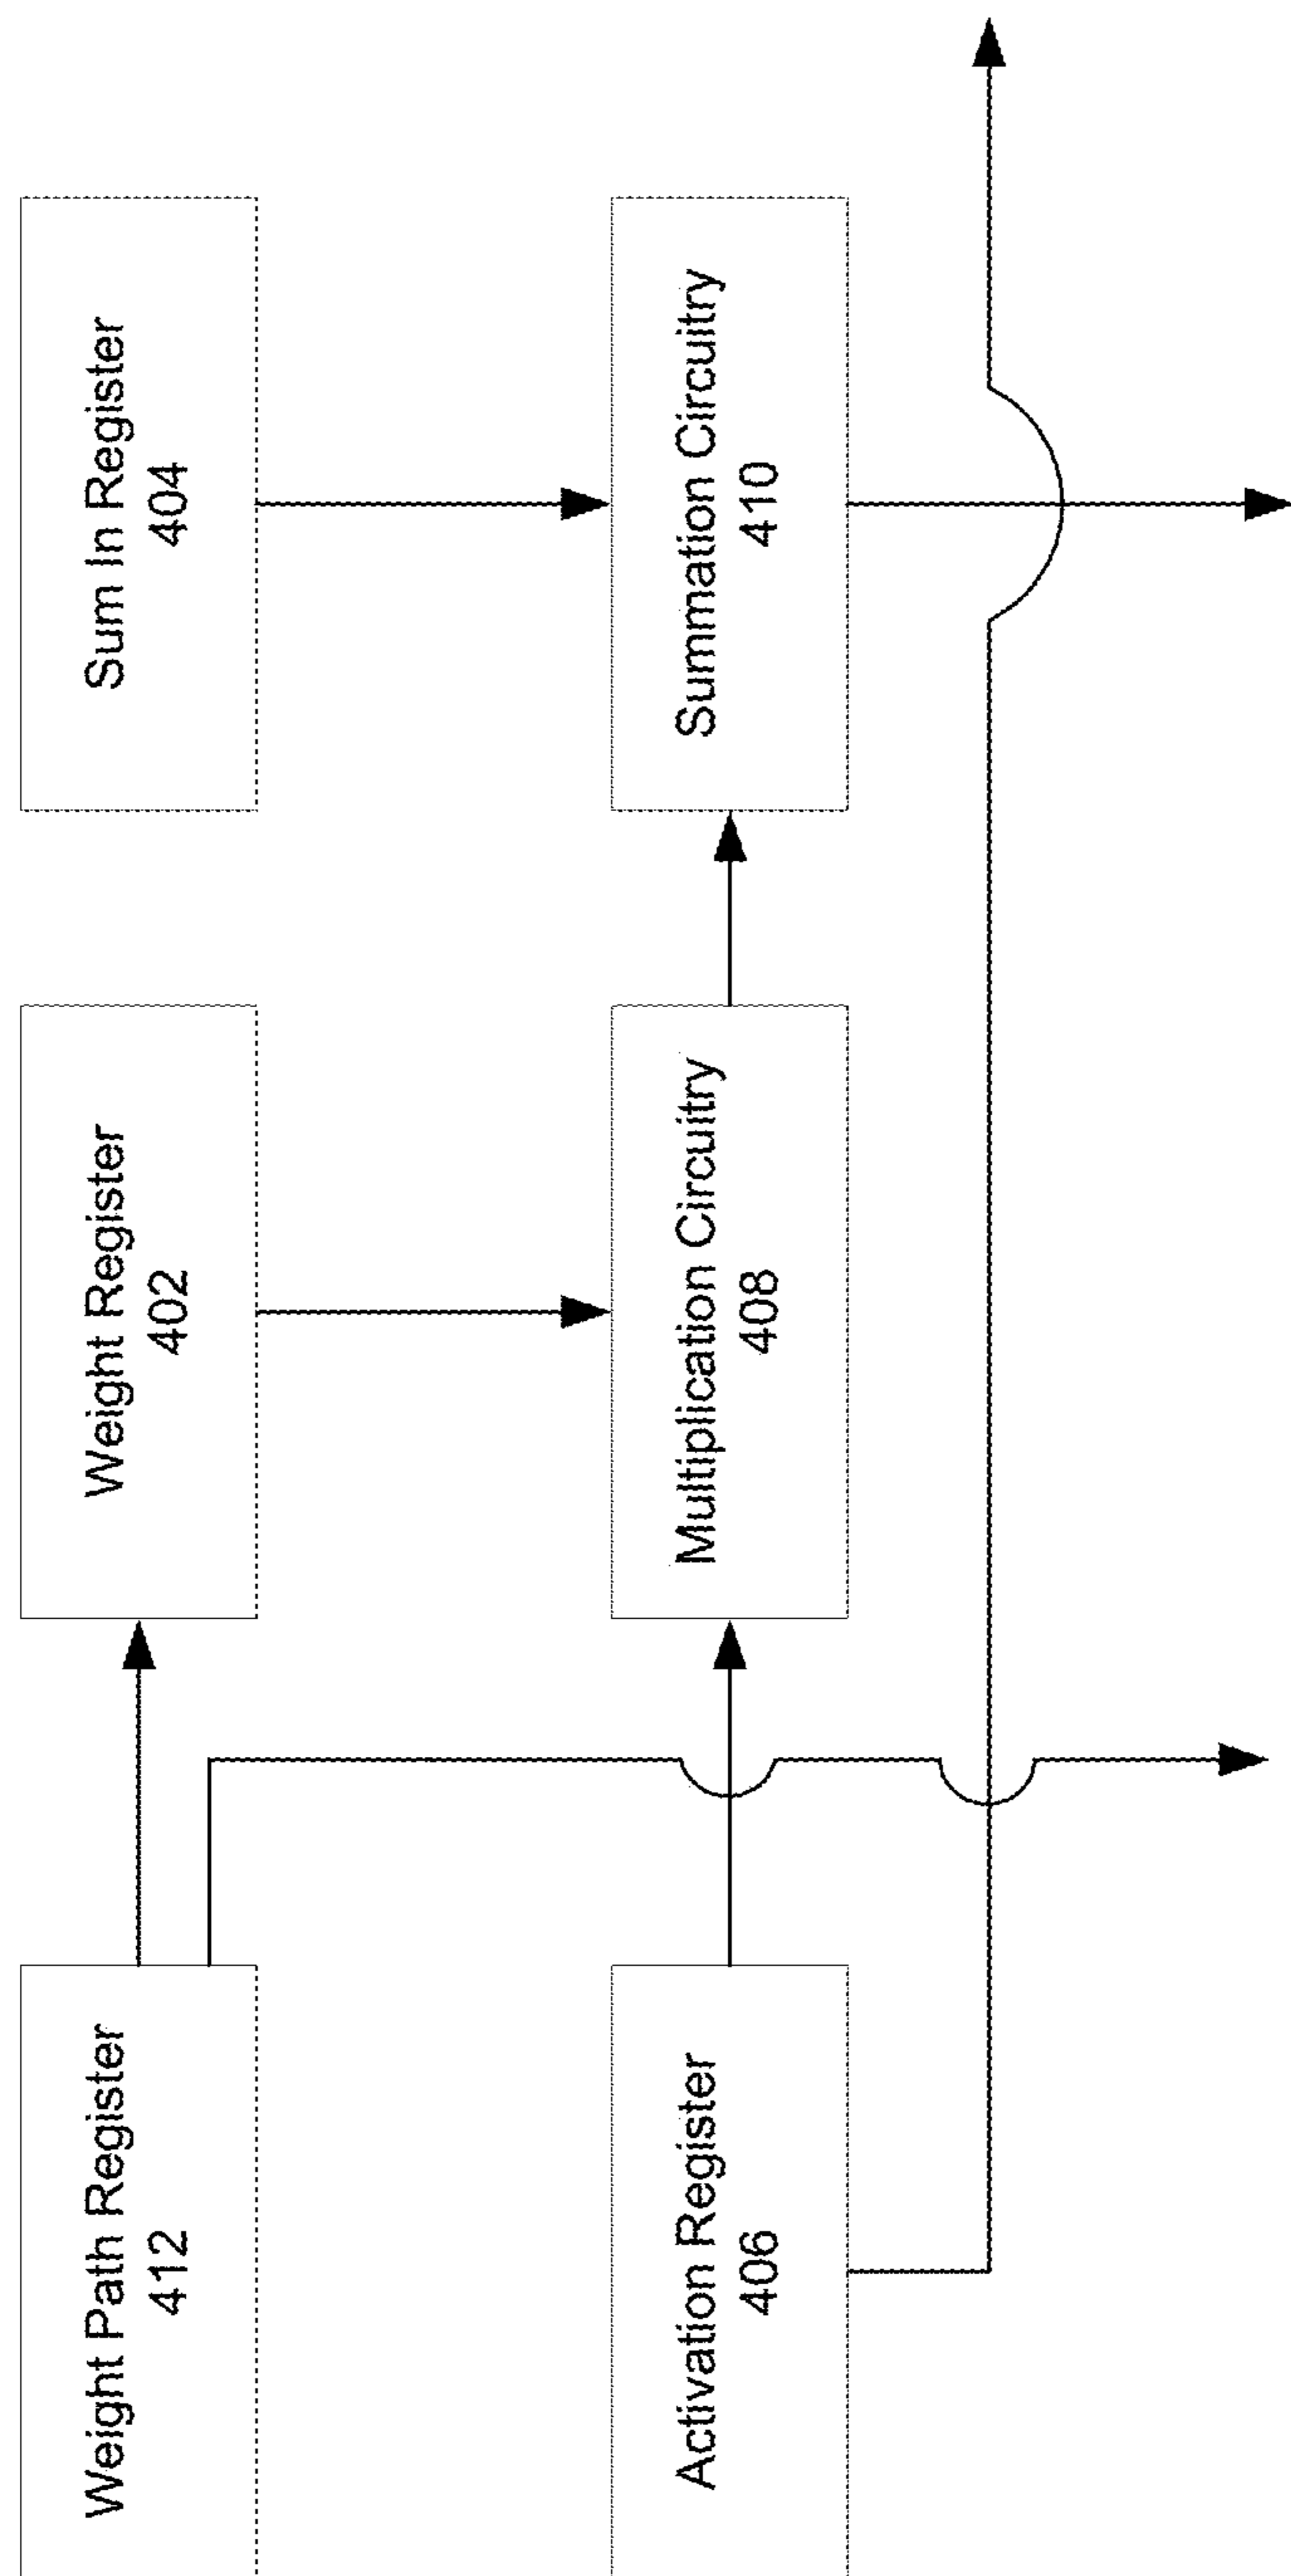 Weight Path Register
412
Weight Register
402
Sum In Register
404
Activation Register
406
Multiplication Circuitry
408
Summation Circuitry
410